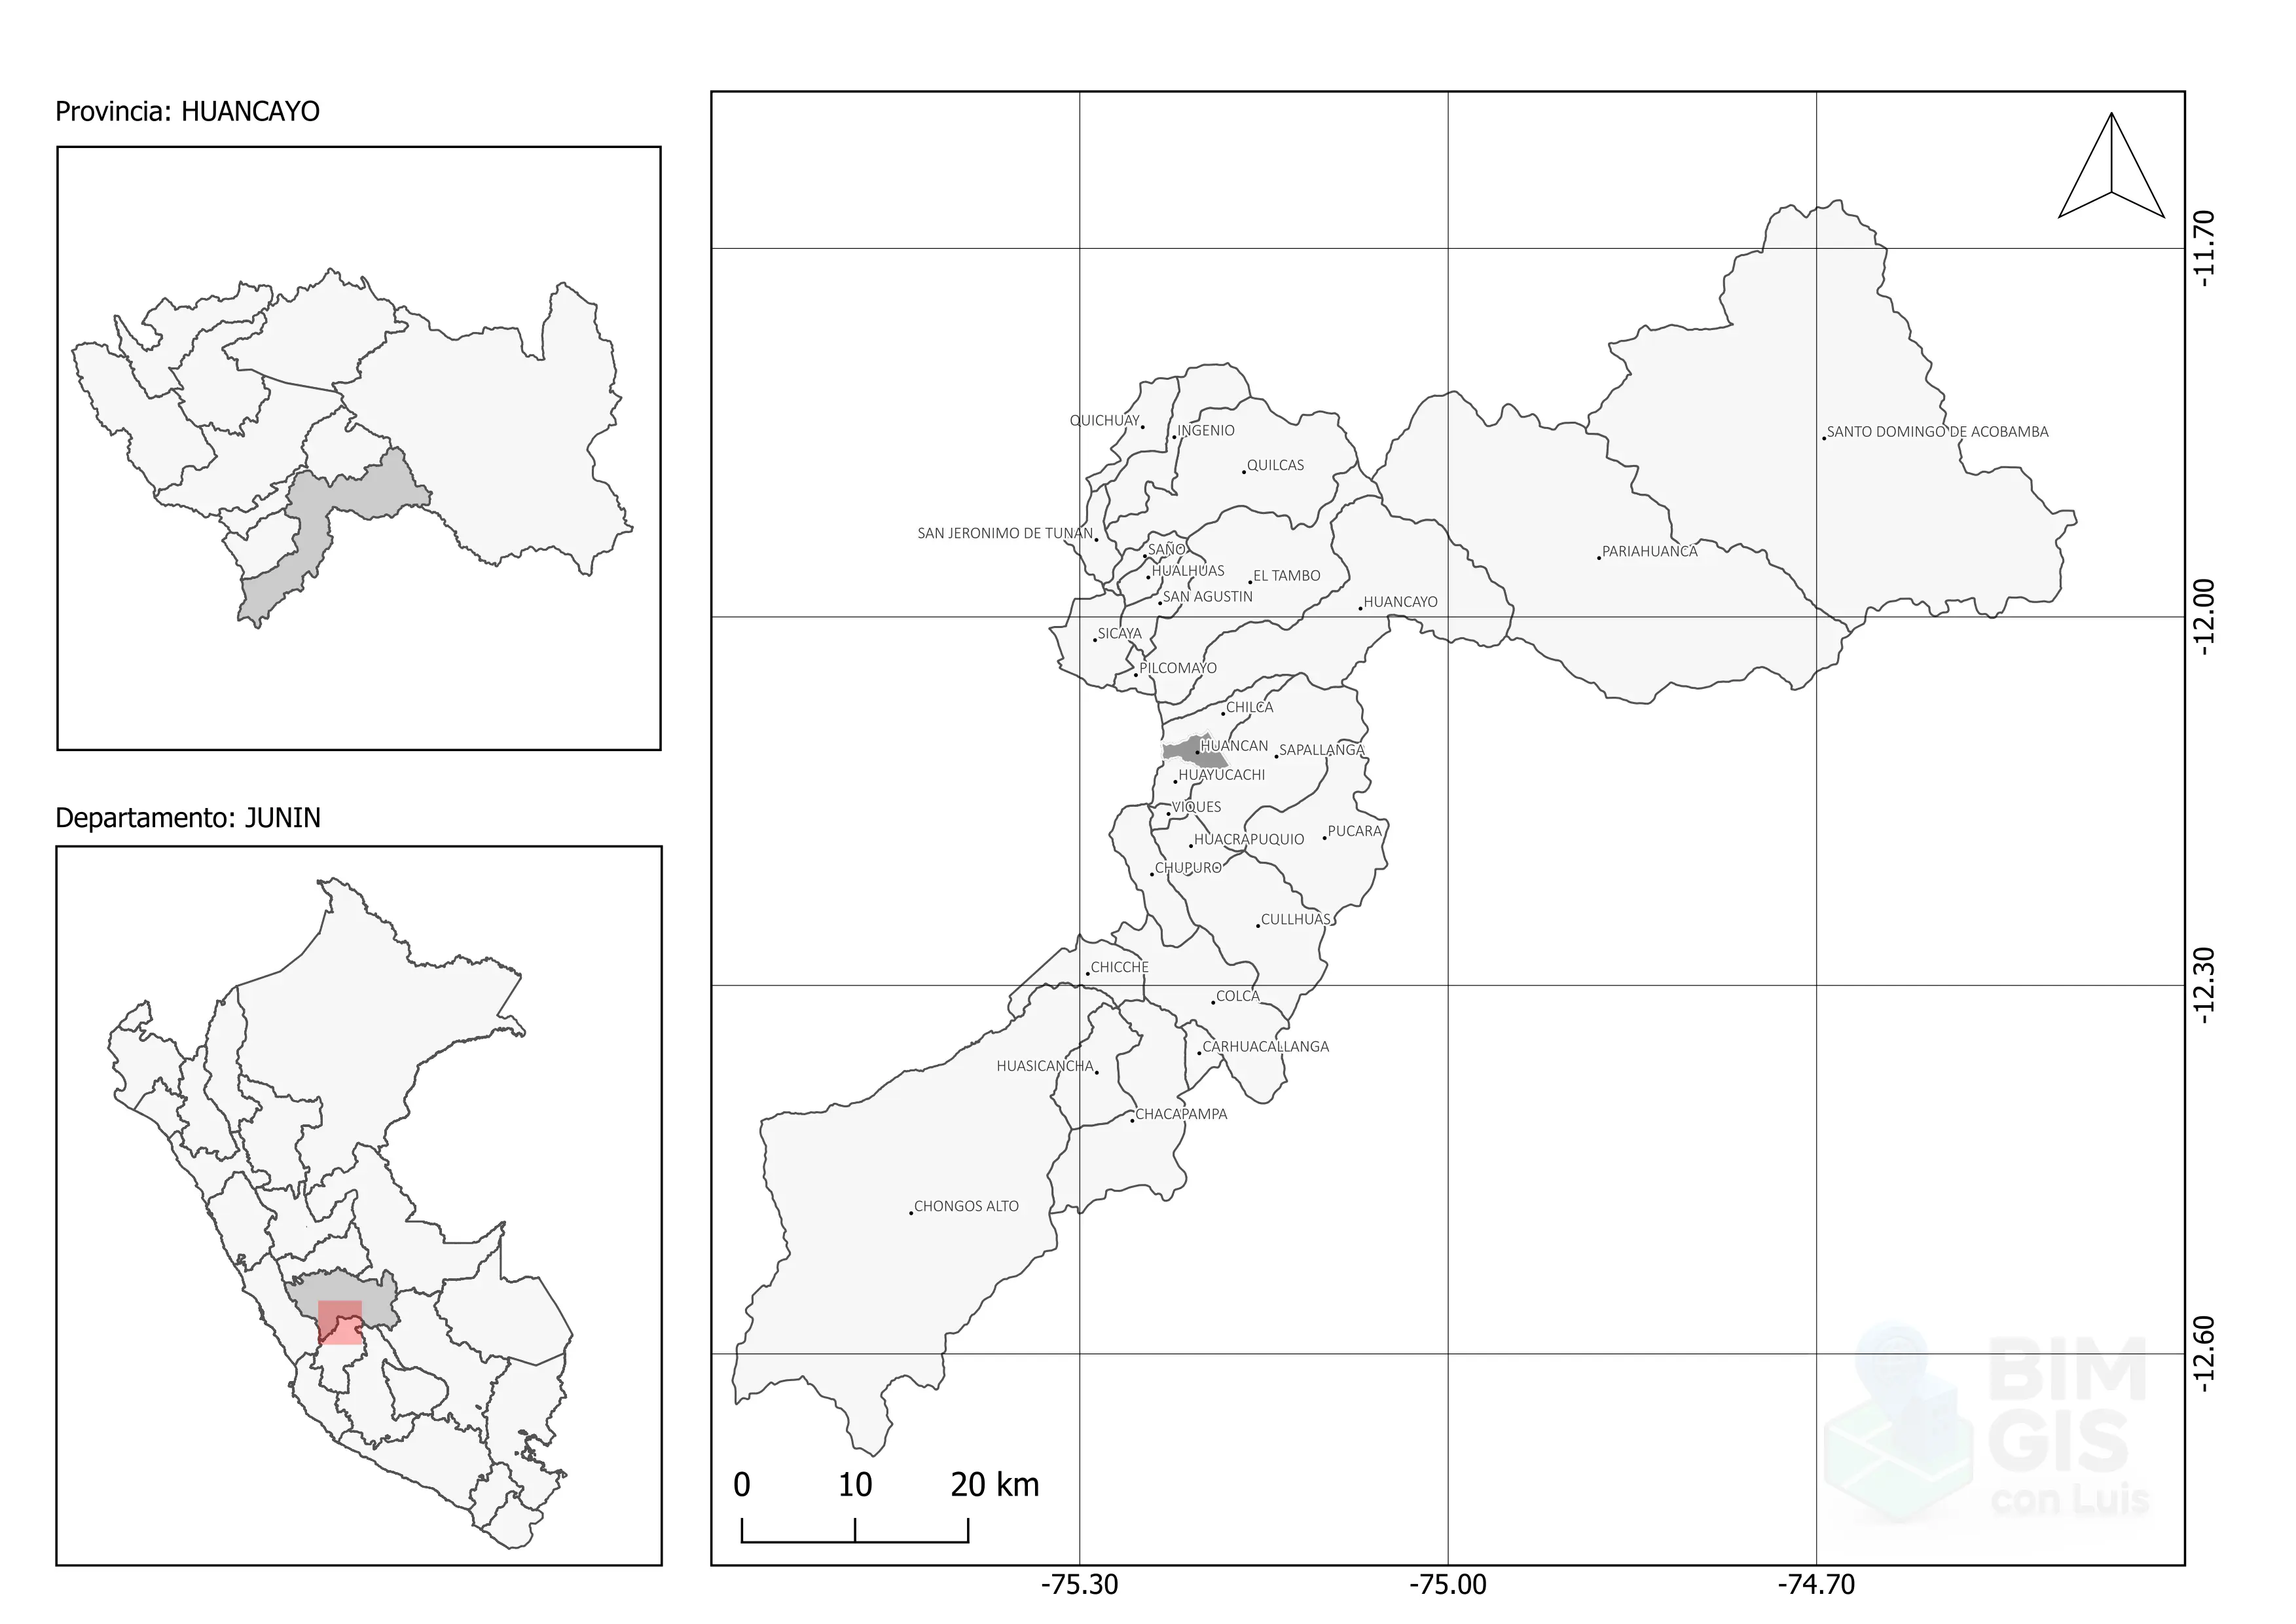 Provincia: HUANCAYO
Departamento: JUNIN
QUICHUAY
INGENIO
SANTO DOMINGO DE ACOBAMBA
QUILCAS
SAN JERONIMO DE TUNAN
SAÑO
PARIAHUANCA
HUALHUAS
EL TAMBO
SAN AGUSTIN
HUANCAYO
SICAYA
PILCOMAYO
CHILCA
HUANCAN
SAPALLANGA
HUAYUCACHI
VIQUES
PUCARA
HUACRAPUQUIO
CHUPURO
CULLHUAS
CHICCHE
COLCA
CARHUACALLANGA
HUASICANCHA
CHACAPAMPA
CHONGOS ALTO
-11.70
-12.00
-12.30
-12.60
0 10 20 km
-75.30 -75.00 -74.70
BIM
GIS
con Luis